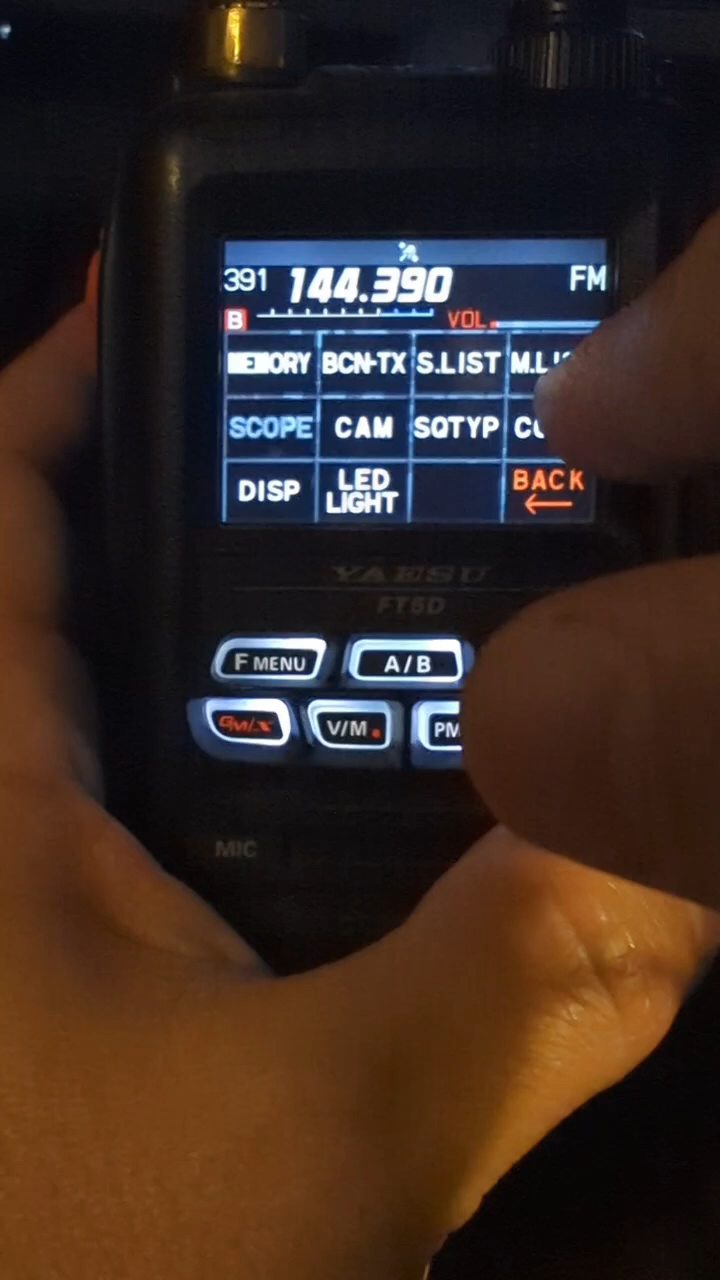 391 144.390 FM
B VOL
MEMORY BCN-TX S.LIST
SCOPE CAM SQTYP
DISP LED LIGHT BACK
YAESU
FT5D
F MENU A/B
GM/X V/M PM
MIC